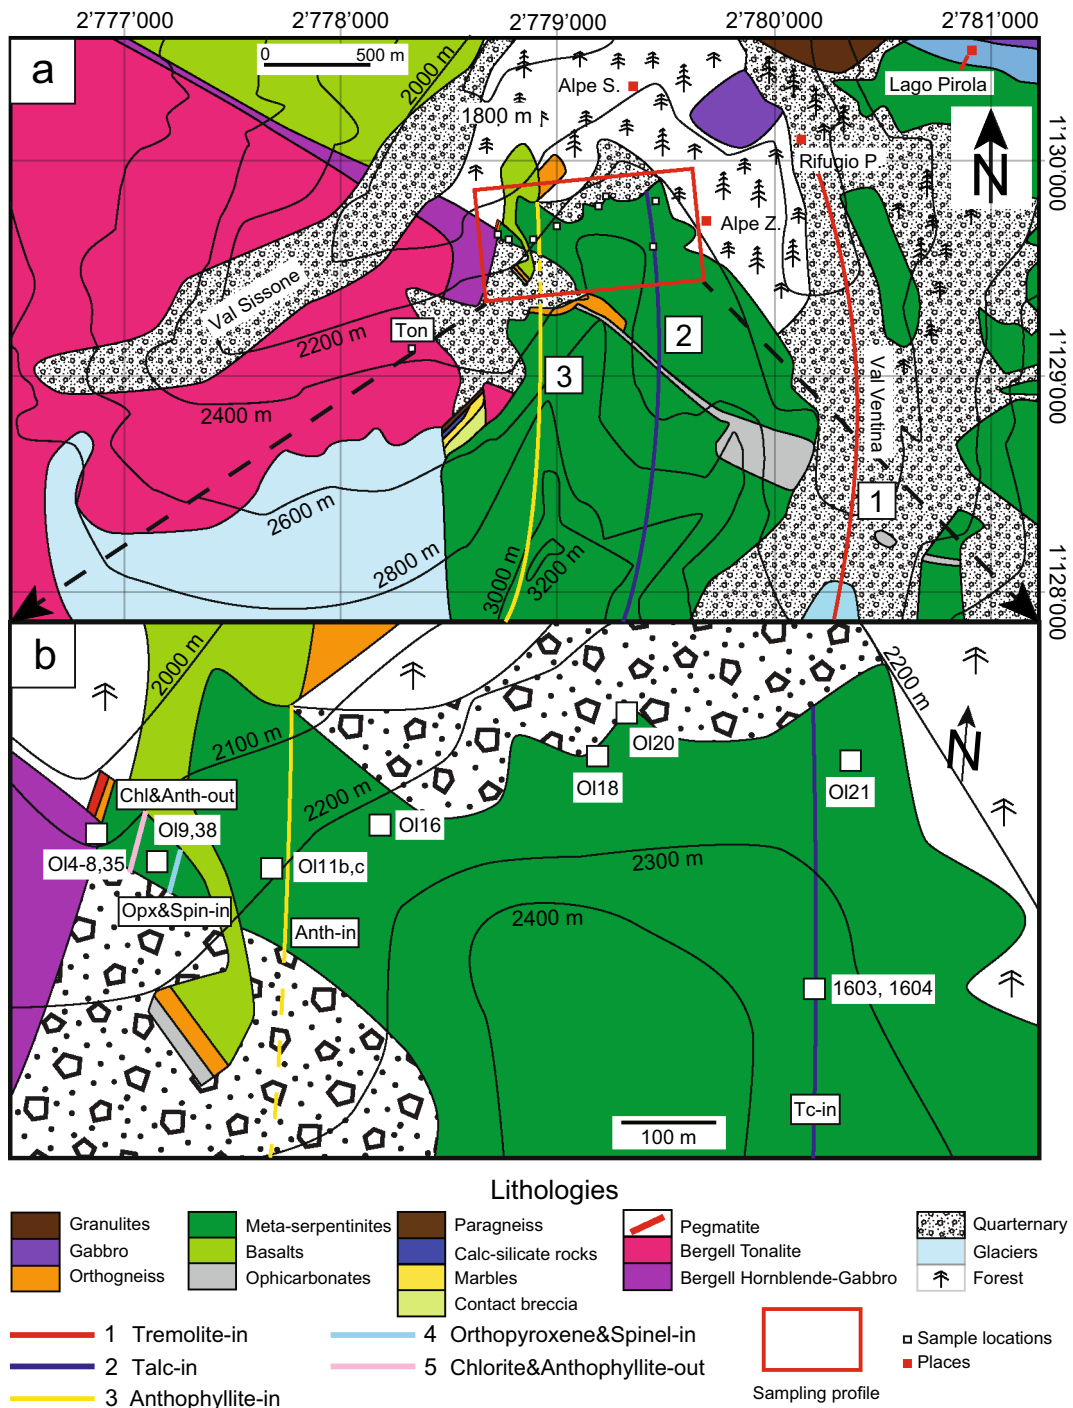 2'777'000 2'778'000 2'779'000 2'780'000 2'781'000
a
0 500 m
2000 m
1800 m
Alpe S.
Lago Pirola
N
Rifugio P.
Alpe Z.
1'130'000
Val Sissone
Ton
2200 m
2
3
2400 m
1'129'000
Val Ventina
1
2600 m
2800 m
3000 m
3200 m
1'128'000
b
2000 m
2200 m
N
2100 m
Ol20
Ol18
Ol21
Chl&Anth-out
2200 m
Ol9,38
Ol16
Ol4-8,35
Ol11b,c
2300 m
Opx&Spin-in
Anth-in
2400 m
1603, 1604
Tc-in
100 m
Lithologies
Granulites
Gabbro
Orthogneiss
Meta-serpentinites
Basalts
Ophicarbonates
Paragneiss
Calc-silicate rocks
Marbles
Contact breccia
Pegmatite
Bergell Tonalite
Bergell Hornblende-Gabbro
Quarternary
Glaciers
Forest
1 Tremolite-in
2 Talc-in
3 Anthophyllite-in
4 Orthopyroxene&Spinel-in
5 Chlorite&Anthophyllite-out
Sampling profile
Sample locations
Places